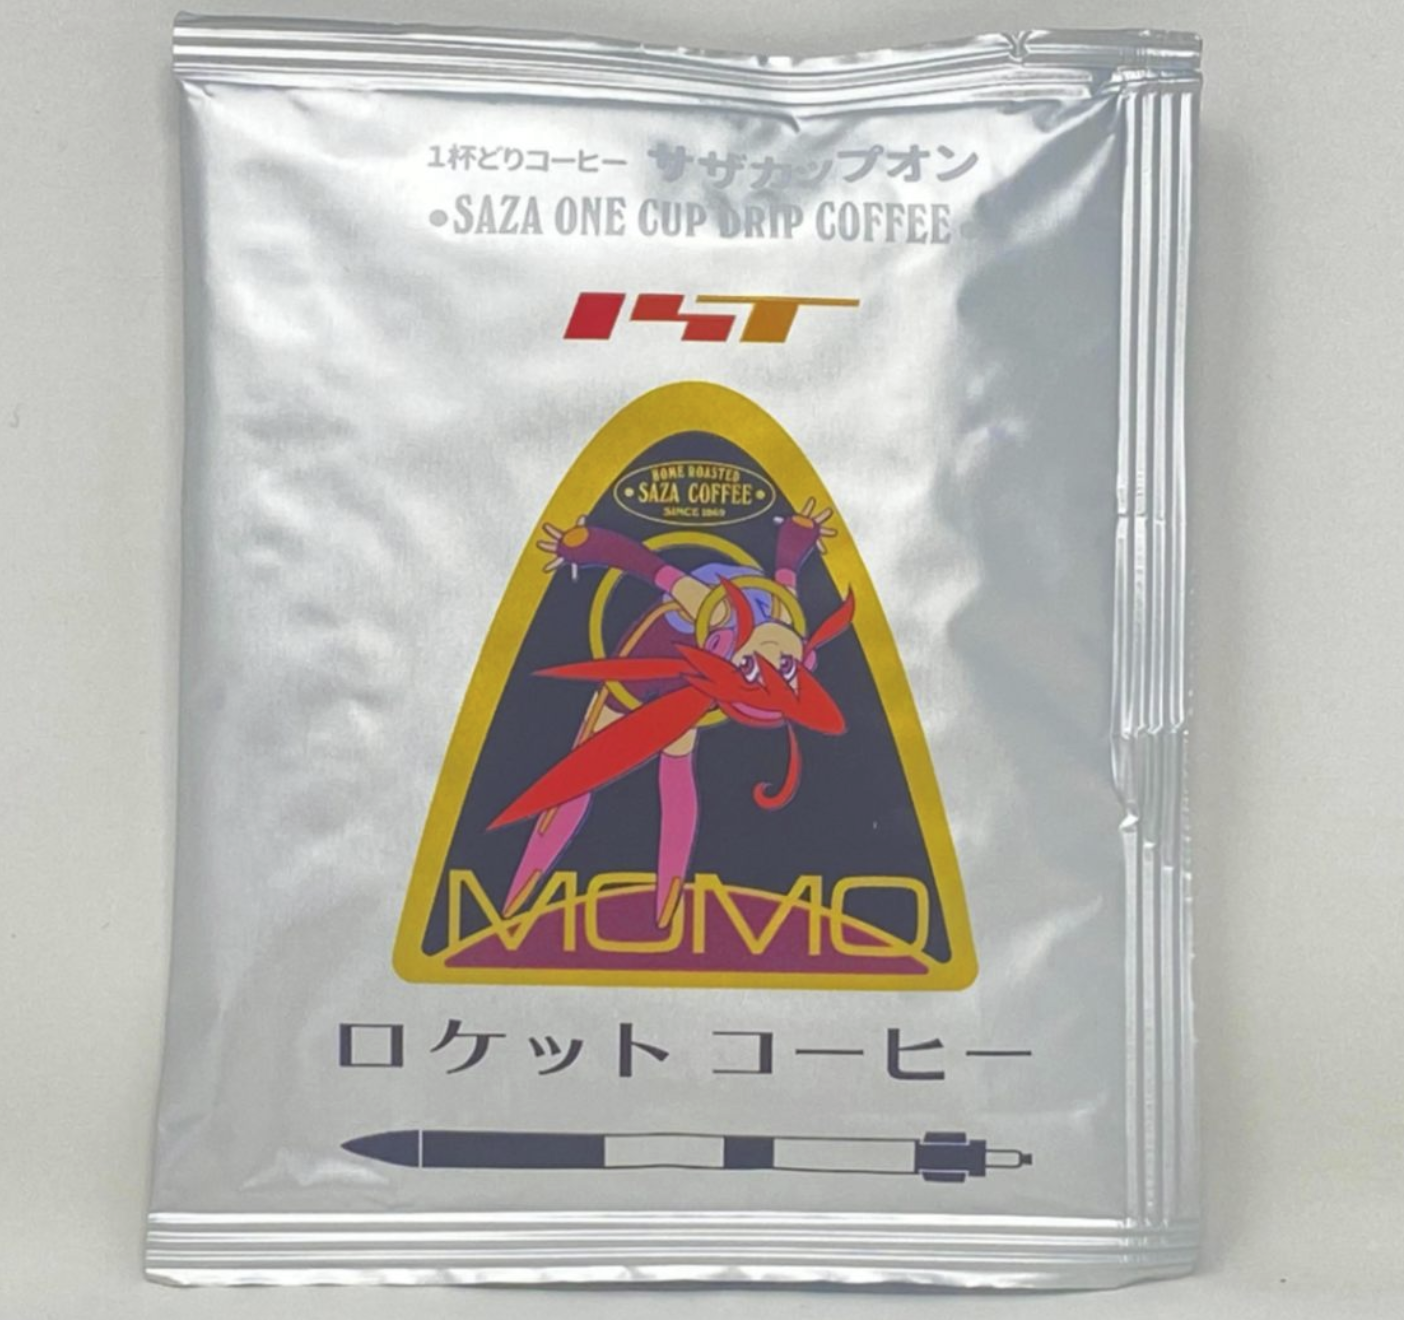 1杯どりコーヒー サザカップオン
•SAZA ONE CUP DRIP COFFEE•
IST
HOME ROASTED
•SAZA COFFEE•
SINCE 1969
MOMO
ロケット コーヒー